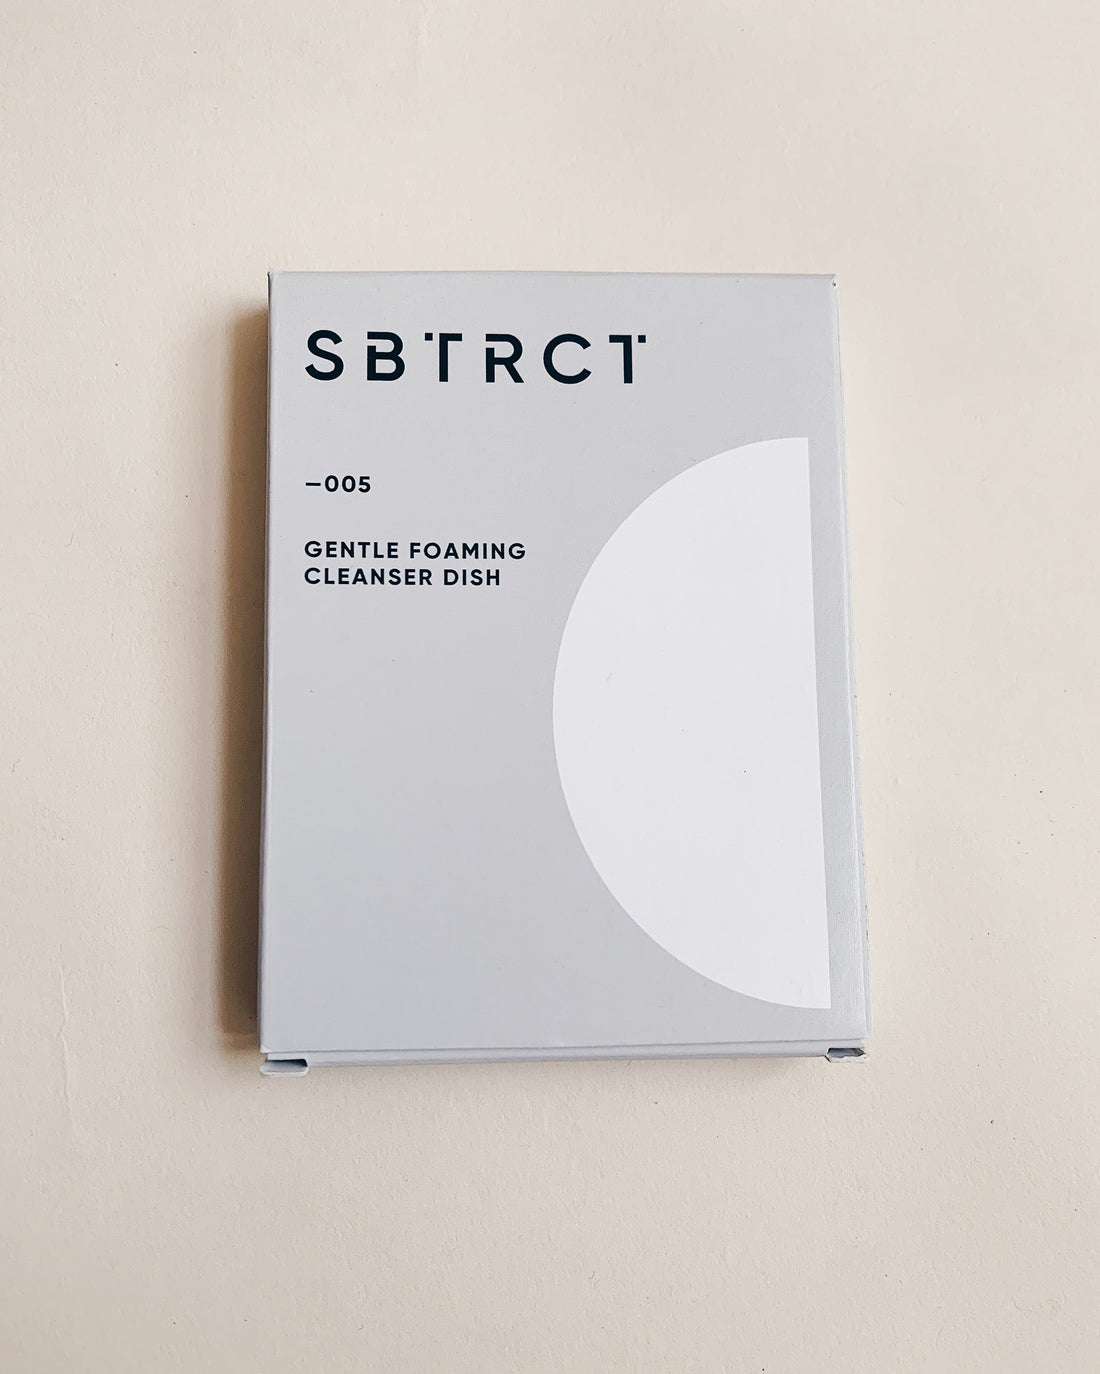 SBTRCT
—005
GENTLE FOAMING
CLEANSER DISH